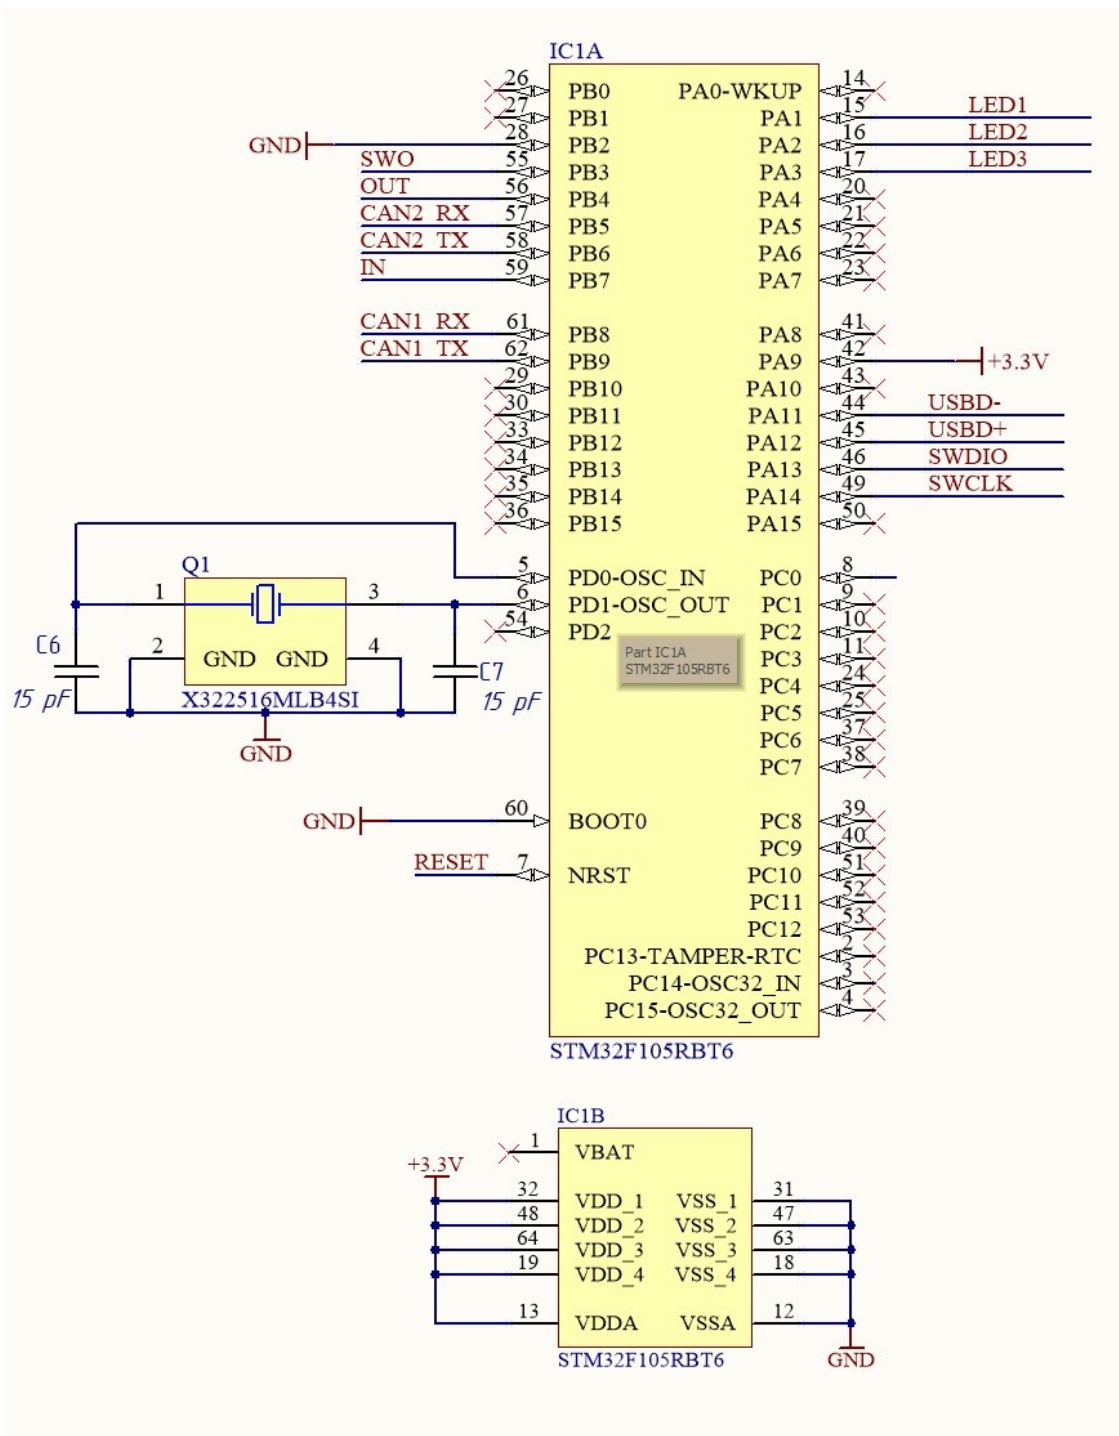 IC1A
26 PB0 PA0-WKUP 14
27 PB1 PA1 15 LED1
GND 28 PB2 PA2 16 LED2
SWO 55 PB3 PA3 17 LED3
OUT 56 PB4 PA4 20
CAN2 RX 57 PB5 PA5 21
CAN2 TX 58 PB6 PA6 22
IN 59 PB7 PA7 23
CAN1 RX 61 PB8 PA8 41
CAN1 TX 62 PB9 PA9 42 +3.3V
29 PB10 PA10 43
30 PB11 PA11 44 USBD-
33 PB12 PA12 45 USBD+
34 PB13 PA13 46 SWDIO
35 PB14 PA14 49 SWCLK
36 PB15 PA15 50
Q1 5 PD0-OSC_IN PC0 8
1 3 6 PD1-OSC_OUT PC1 9
54 PD2 PC2 10
C6 2 GND GND 4 C7
Part IC1A
STM32F105RBT6
PC3 11
PC4 24
15 pF X322516MLB4SI 15 pF
PC5 25
GND PC6 37
PC7 38
GND 60 BOOT0 PC8 39
PC9 40
RESET 7 NRST PC10 51
PC11 52
PC12 53
PC13-TAMPER-RTC 2
PC14-OSC32_IN 3
PC15-OSC32_OUT 4
STM32F105RBT6
IC1B
1 VBAT
+3.3V
32 VDD_1 VSS_1 31
48 VDD_2 VSS_2 47
64 VDD_3 VSS_3 63
19 VDD_4 VSS_4 18
13 VDDA VSSA 12
STM32F105RBT6 GND